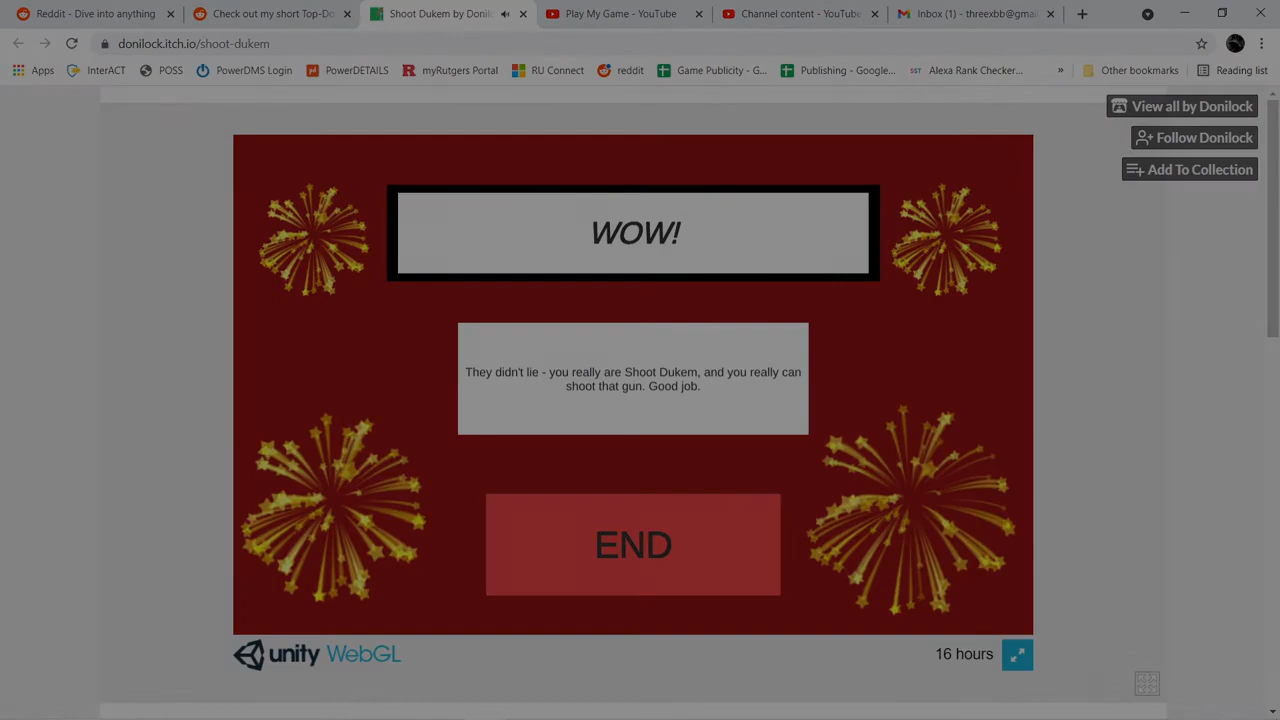 Reddit - Dive into anything
Check out my short Top-Do
Shoot Dukem by Donil
Play My Game - YouTube
Channel content - YouTube
Inbox (1) - threexbb@gmai
donilock.itch.io/shoot-dukem
Apps
InterACT
POSS
PowerDMS Login
PowerDETAILS
myRutgers Portal
RU Connect
reddit
Game Publicity - G...
Publishing - Google...
SST
Alexa Rank Checker...
»
Other bookmarks
Reading list
View all by Donilock
Follow Donilock
Add To Collection
WOW!
They didn't lie - you really are Shoot Dukem, and you really can
shoot that gun. Good job.
END
unity WebGL
16 hours